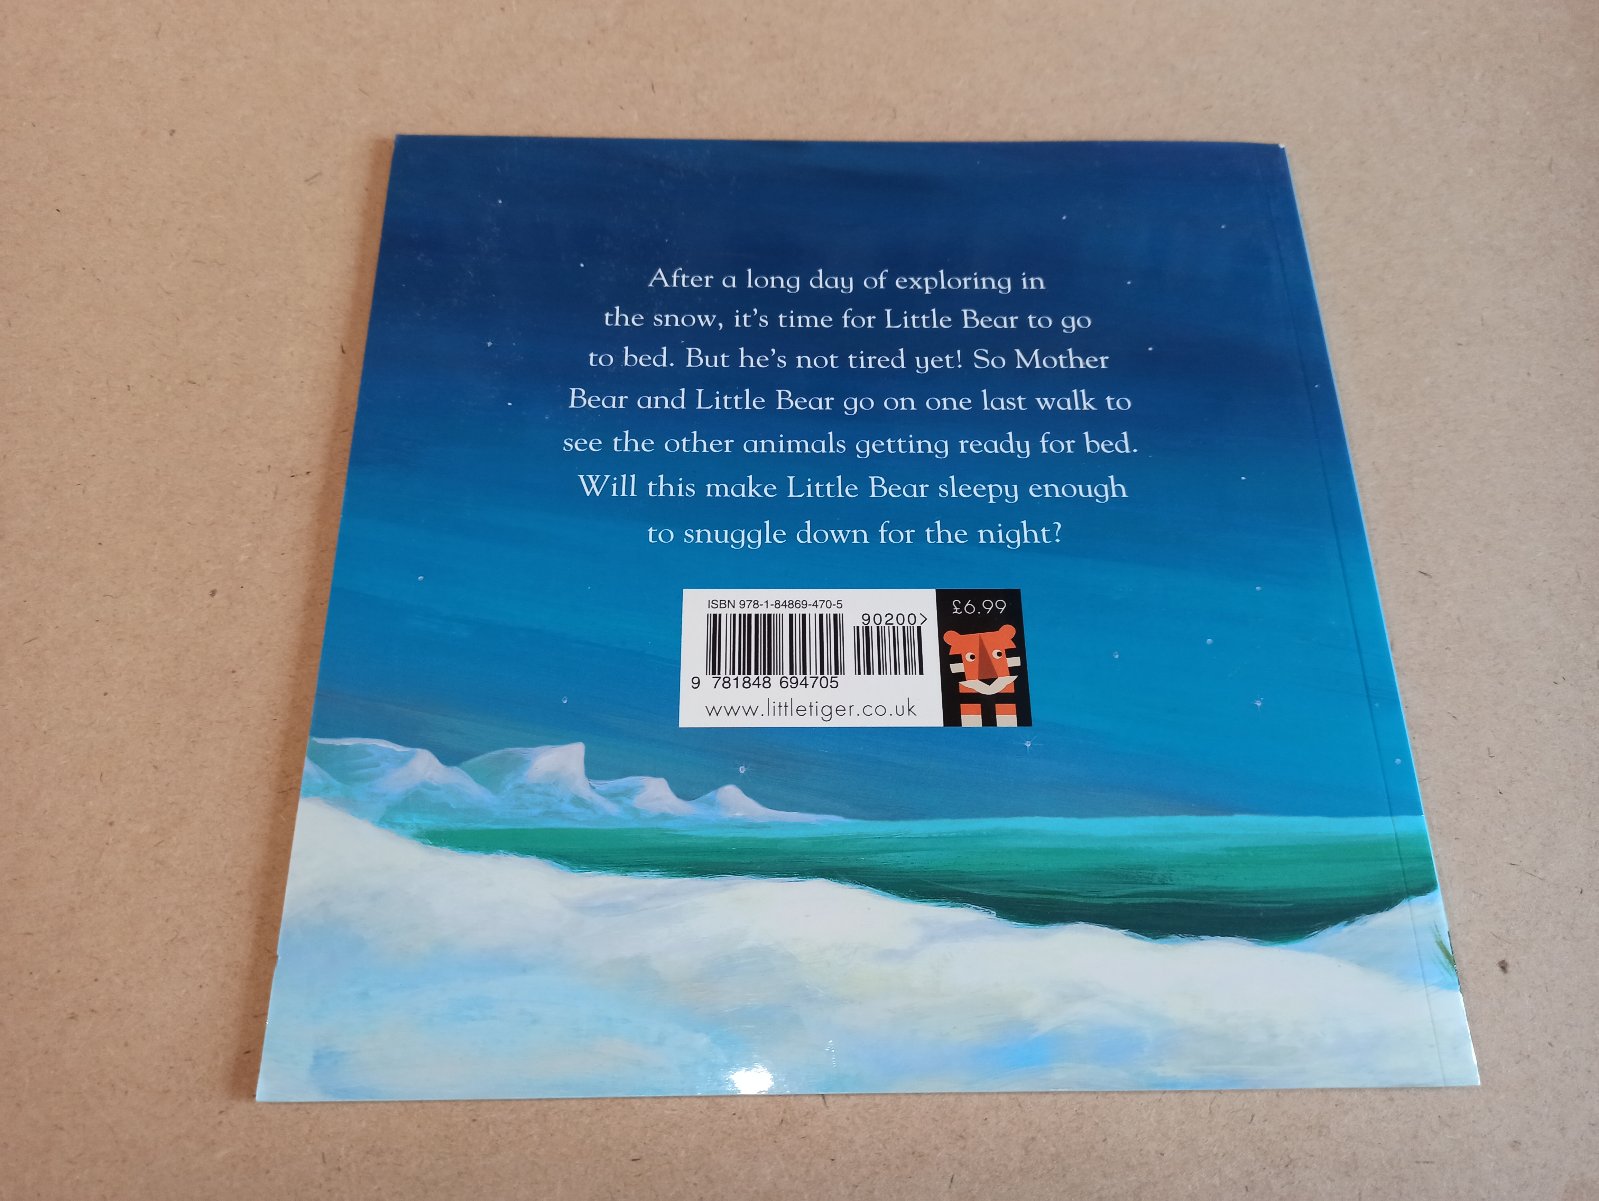 After a long day of exploring in
the snow, it's time for Little Bear to go
to bed. But he's not tired yet! So Mother
Bear and Little Bear go on one last walk to
see the other animals getting ready for bed.
Will this make Little Bear sleepy enough
to snuggle down for the night?
ISBN 978-1-84869-470-5
90200>
9 781848 694705
www.littletiger.co.uk
£6.99